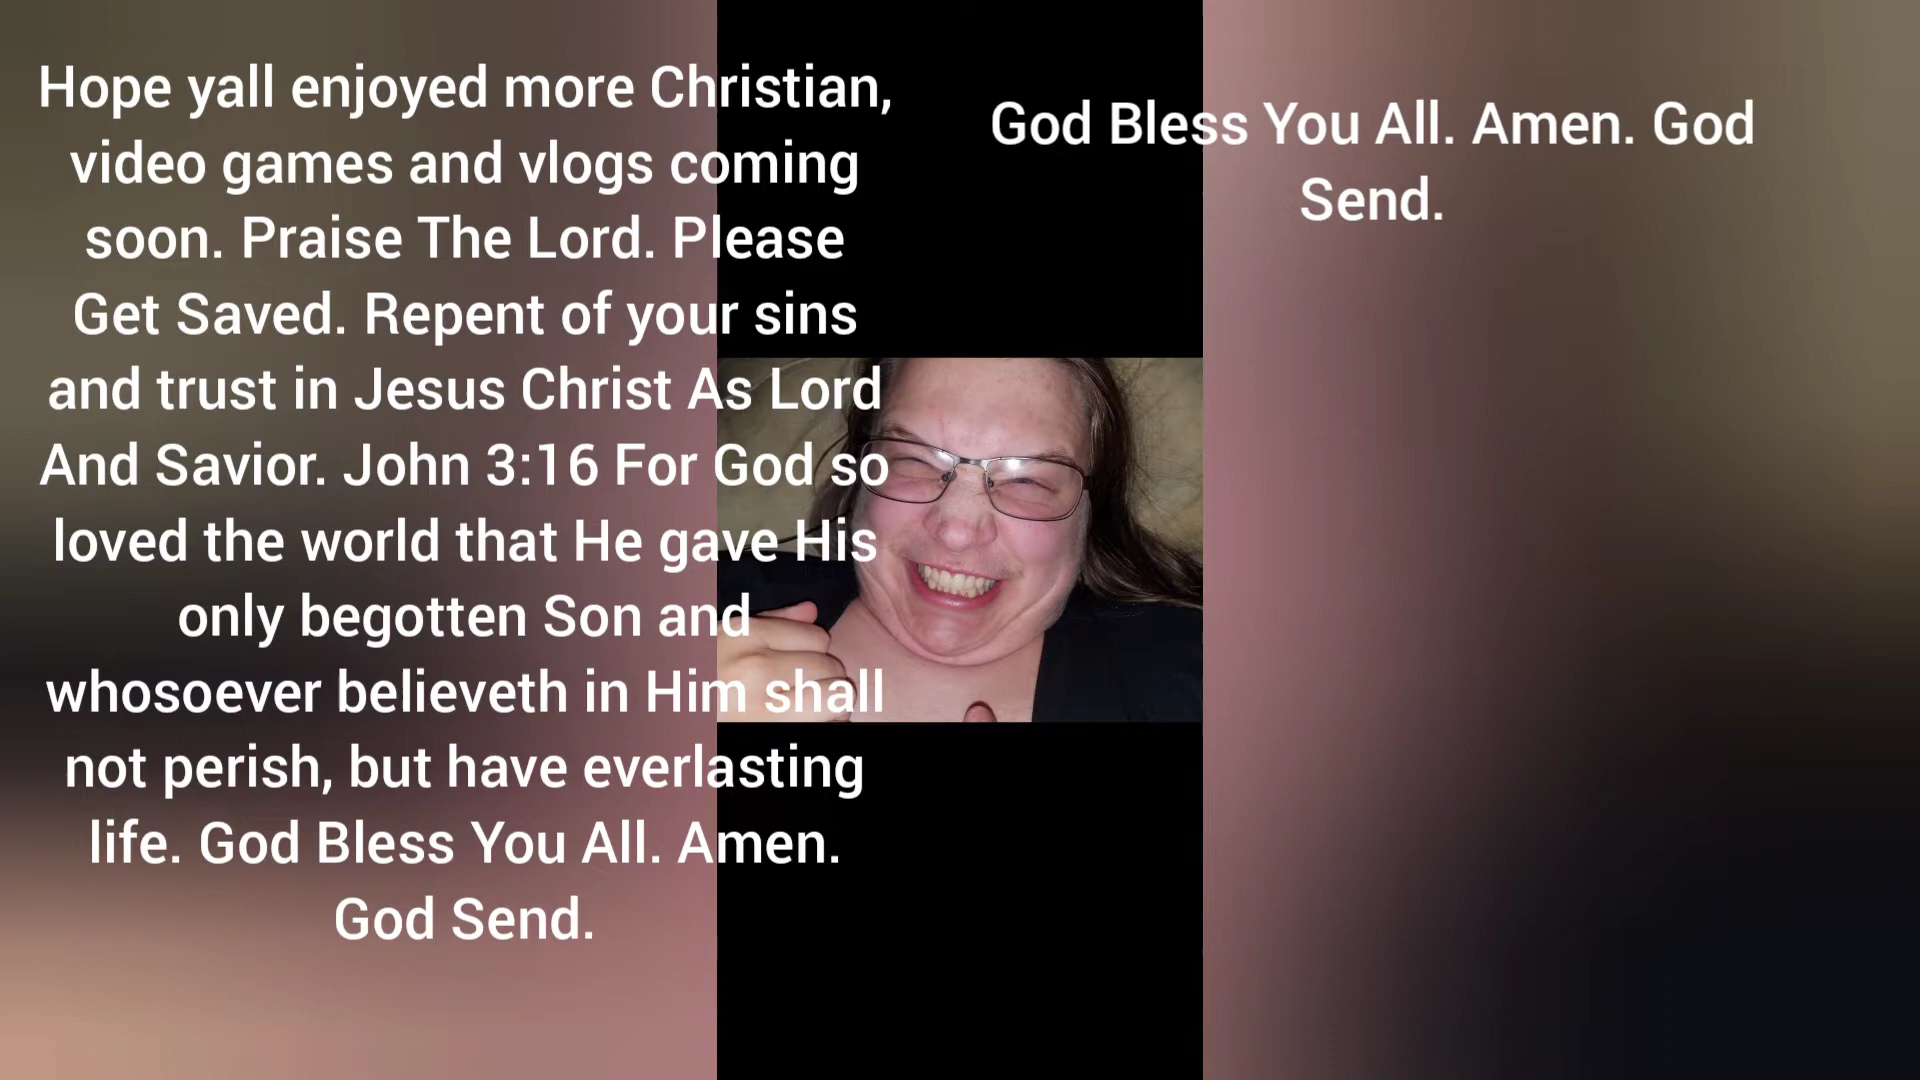 Hope yall enjoyed more Christian,
video games and vlogs coming
soon. Praise The Lord. Please
Get Saved. Repent of your sins
and trust in Jesus Christ As Lord
And Savior. John 3:16 For God so
loved the world that He gave His
only begotten Son and
whosoever believeth in Him shall
not perish, but have everlasting
life. God Bless You All. Amen.
God Send.
God Bless You All. Amen. God
Send.